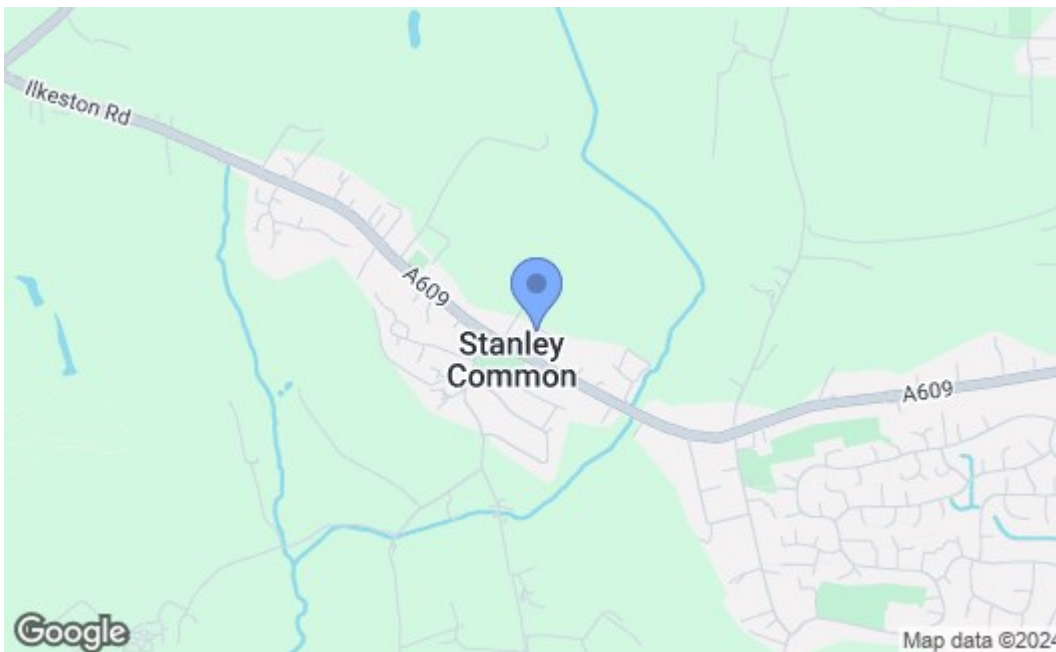 Ilkeston Rd
A609
Stanley
Common
A609
Google
Map data ©2024